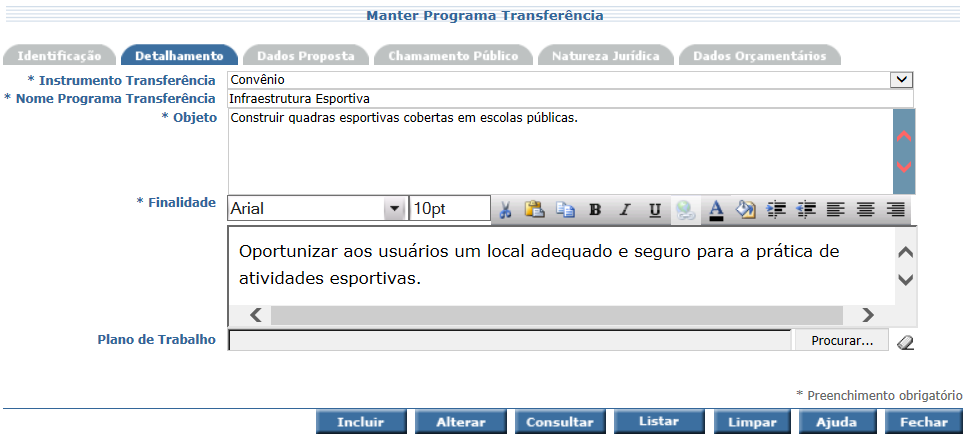 Manter Programa Transferência
Identificação Detalhamento Dados Proposta Chamamento Público Natureza Jurídica Dados Orçamentários
* Instrumento Transferência Convênio
* Nome Programa Transferência Infraestrutura Esportiva
* Objeto Construir quadras esportivas cobertas em escolas públicas.
* Finalidade Arial 10pt B I U A
Oportunizar aos usuários um local adequado e seguro para a prática de
atividades esportivas.
Plano de Trabalho Procurar...
* Preenchimento obrigatório
Incluir Alterar Consultar Listar Limpar Ajuda Fechar